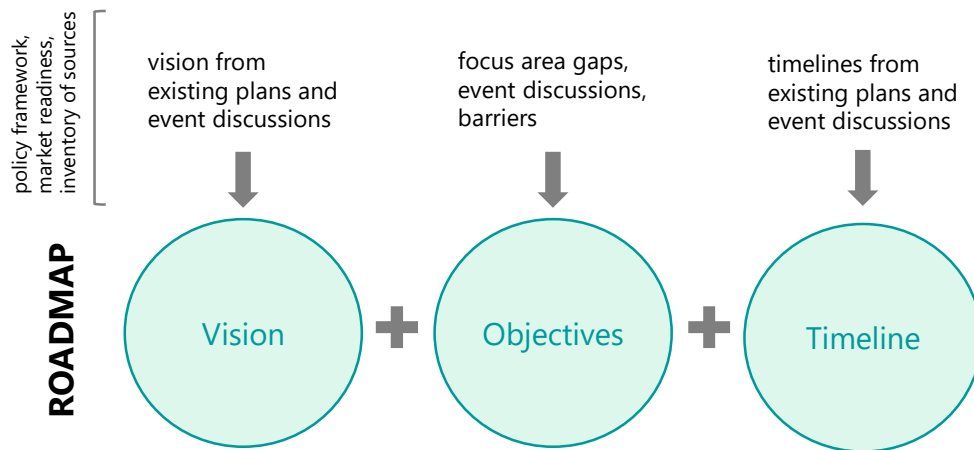 policy framework,
market readiness,
inventory of sources
vision from
existing plans and
event discussions
focus area gaps,
event discussions,
barriers
timelines from
existing plans and
event discussions
ROADMAP
Vision
Objectives
Timeline